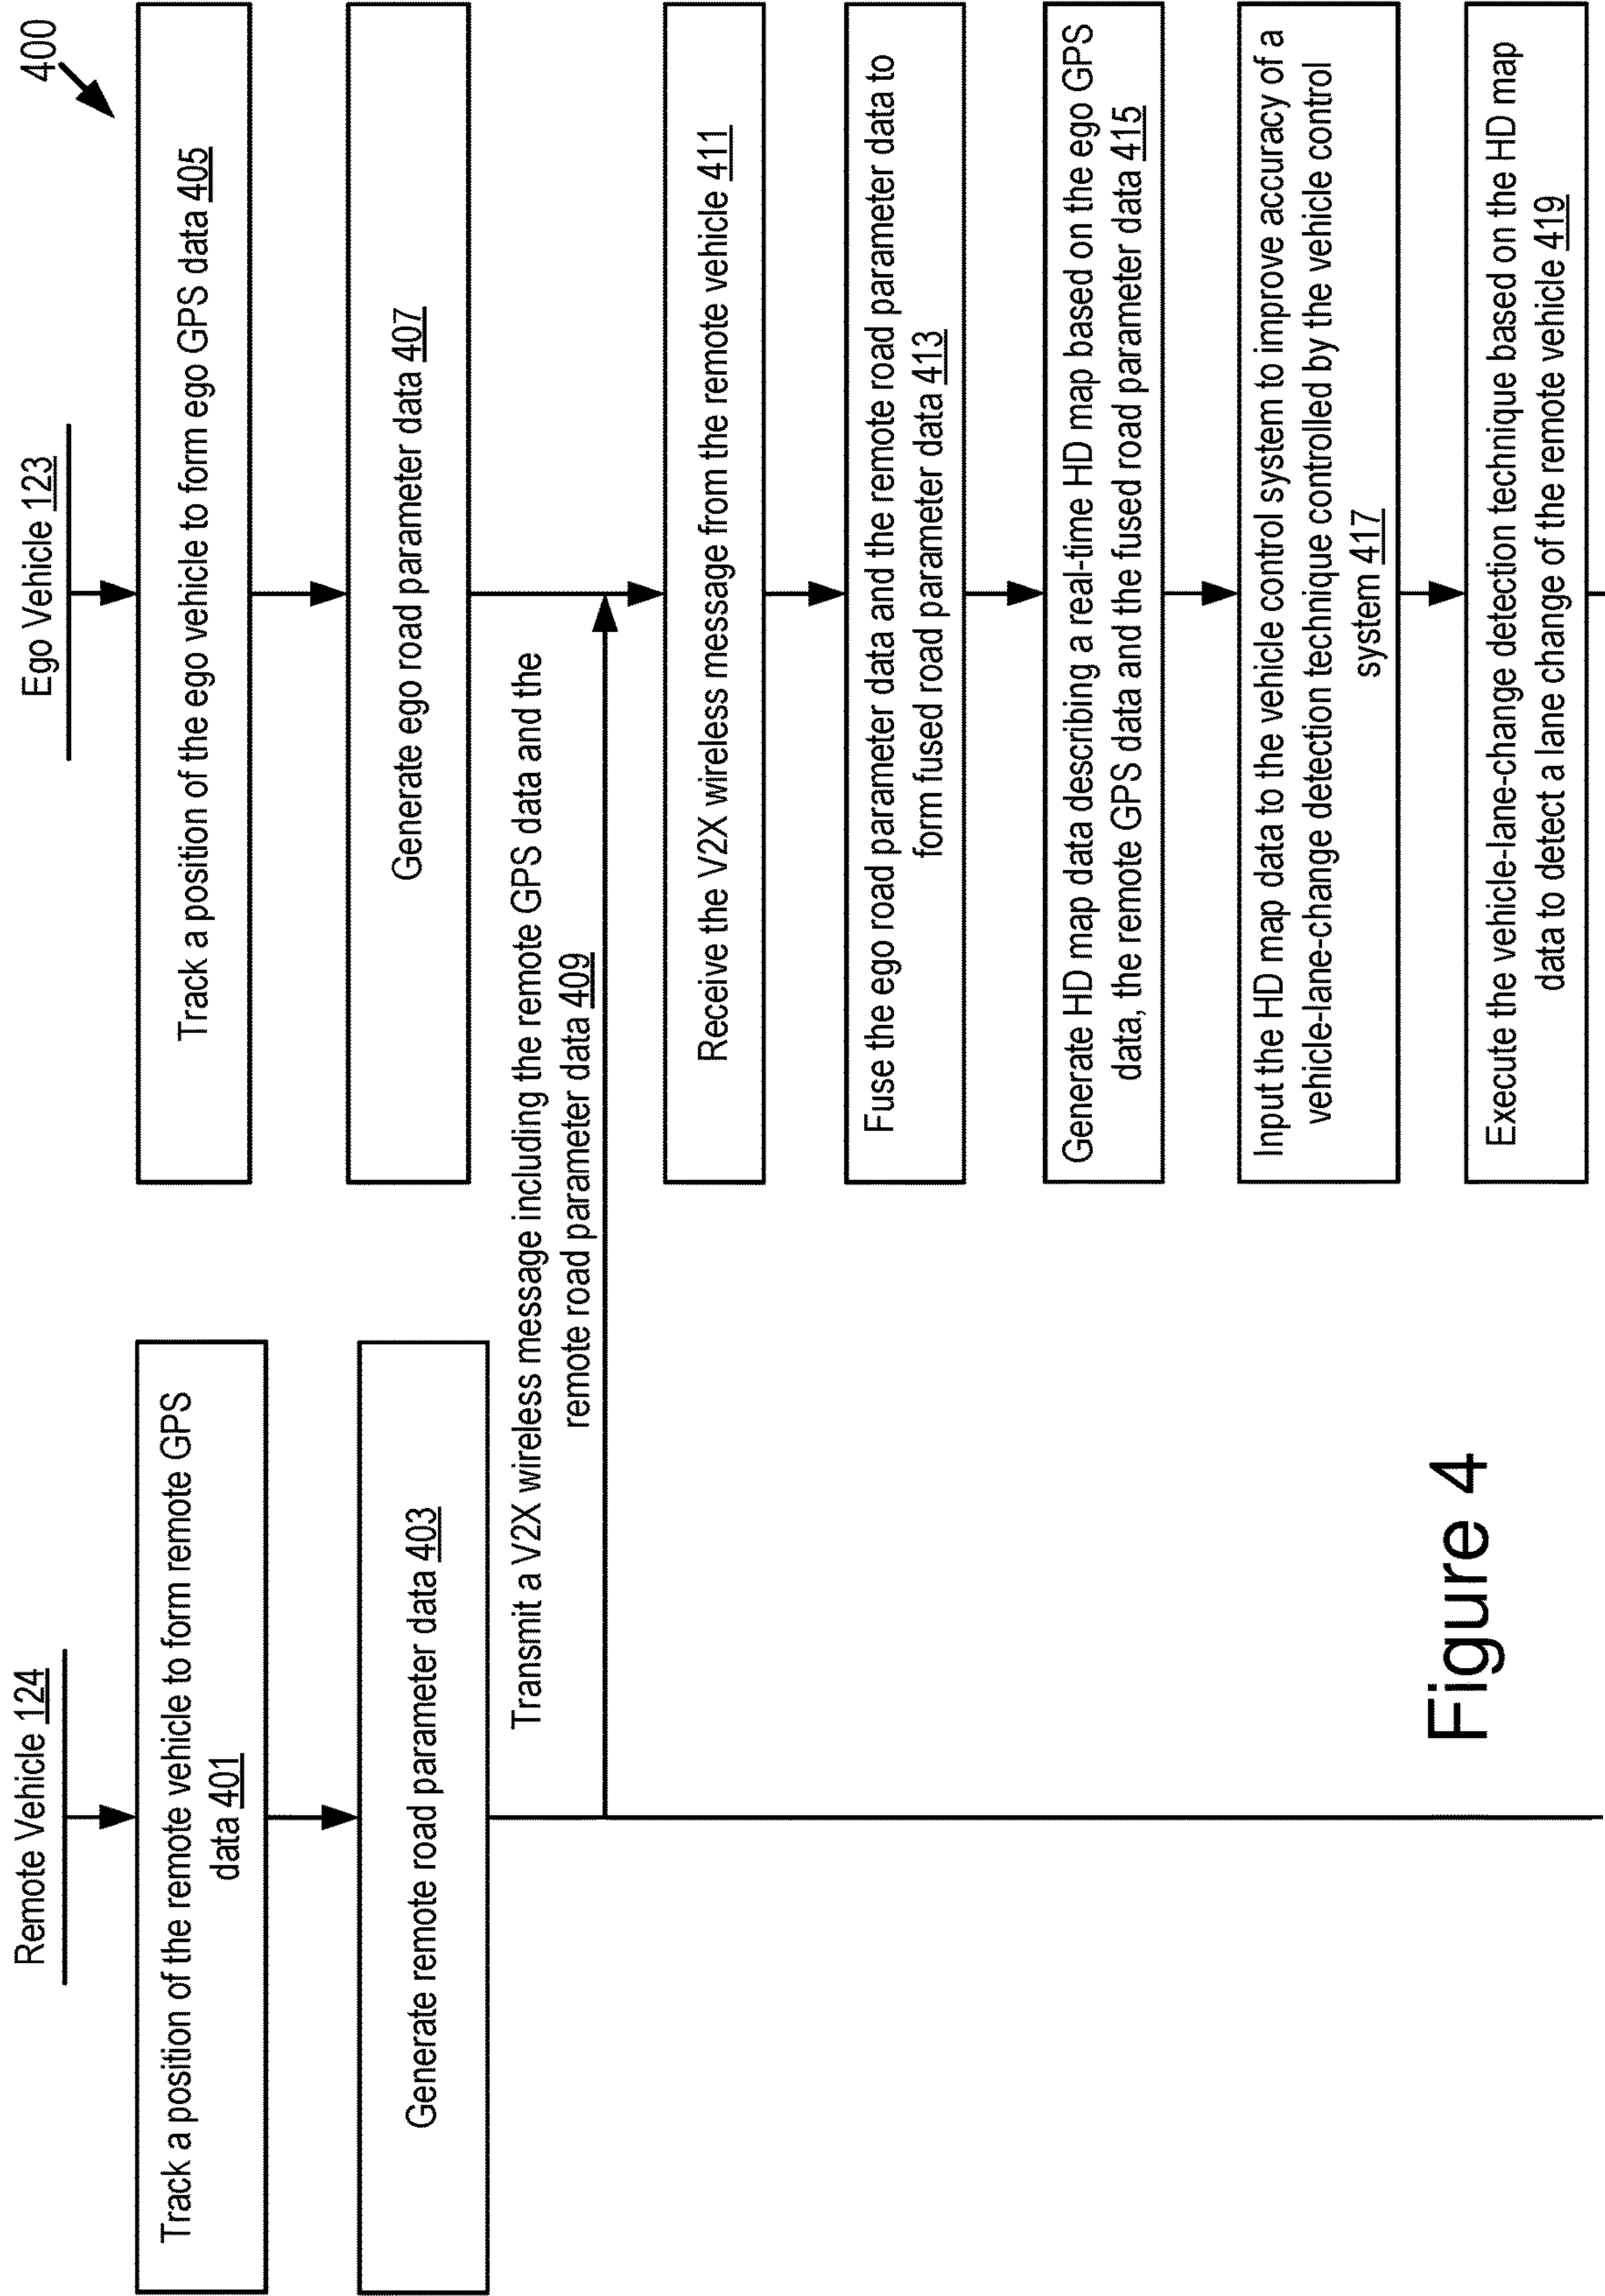 400
Remote Vehicle 124
Ego Vehicle 123
Track a position of the remote vehicle to form remote GPS
data 401
Track a position of the ego vehicle to form ego GPS data 405
Generate remote road parameter data 403
Generate ego road parameter data 407
Transmit a V2X wireless message including the remote GPS data and the
remote road parameter data 409
Receive the V2X wireless message from the remote vehicle 411
Fuse the ego road parameter data and the remote road parameter data to
form fused road parameter data 413
Generate HD map data describing a real-time HD map based on the ego GPS
data, the remote GPS data and the fused road parameter data 415
Input the HD map data to the vehicle control system to improve accuracy of a
vehicle-lane-change detection technique controlled by the vehicle control
system 417
Execute the vehicle-lane-change detection technique based on the HD map
data to detect a lane change of the remote vehicle 419
Figure 4